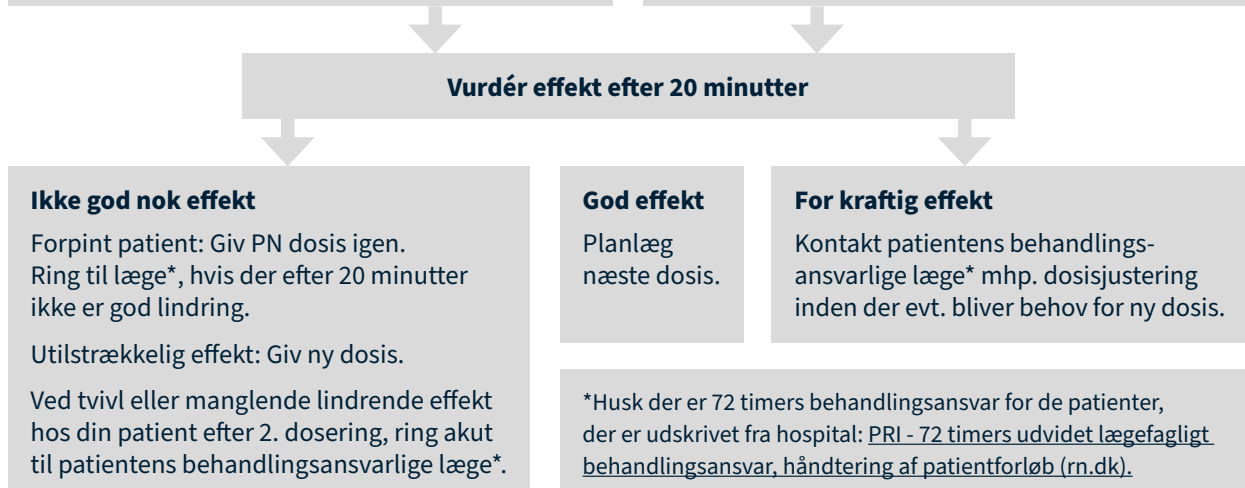 Vurdér effekt efter 20 minutter
Ikke god nok effekt
Forpint patient: Giv PN dosis igen.
Ring til læge*, hvis der efter 20 minutter
ikke er god lindring.
Utilstrækkelig effekt: Giv ny dosis.
Ved tvivl eller manglende lindrende effekt
hos din patient efter 2. dosering, ring akut
til patientens behandlingsansvarlige læge*.
God effekt
Planlæg
næste dosis.
For kraftig effekt
Kontakt patientens behandlings-
ansvarlige læge* mhp. dosisjustering
inden der evt. bliver behov for ny dosis.
*Husk der er 72 timers behandlingsansvar for de patienter,
der er udskrivet fra hospital: PRI - 72 timers udvidet lægefagligt
behandlingsansvar, håndtering af patientforløb (rn.dk).